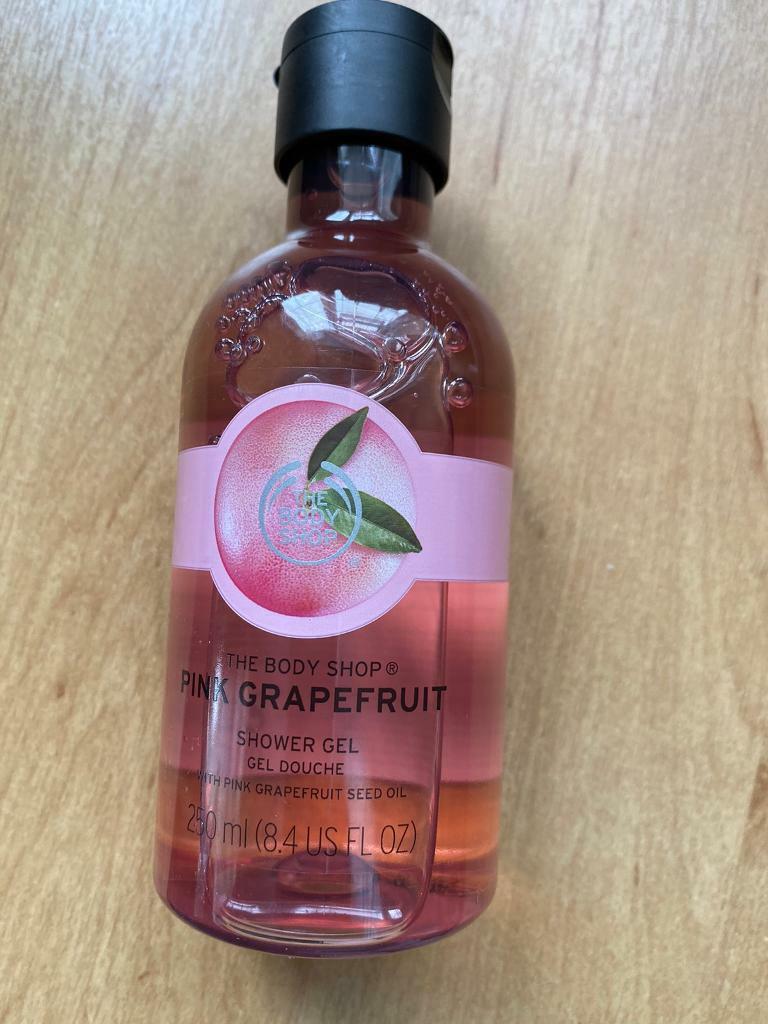 THE
BODY
SHOP®
THE BODY SHOP®
PINK GRAPEFRUIT
SHOWER GEL
GEL DOUCHE
WITH PINK GRAPEFRUIT SEED OIL
250 ml (8.4 US FL OZ)